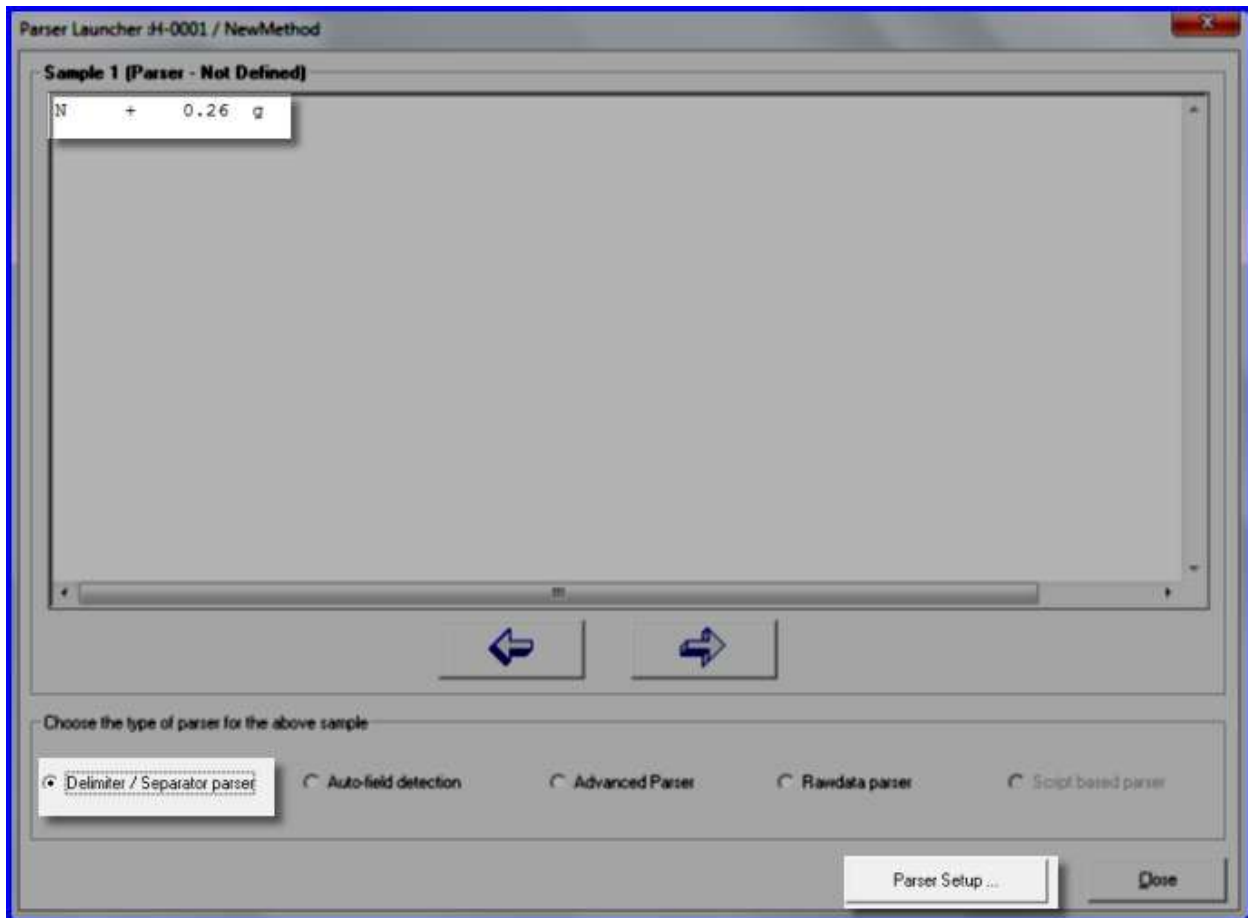 Parser Launcher :H-0001 / NewMethod
Sample 1 (Parser - Not Defined)
N + 0.26 g
Choose the type of parser for the above sample
Delimiter / Separator parser Auto-field detection Advanced Parser Rawdata parser Script based parser
Parser Setup ... Close